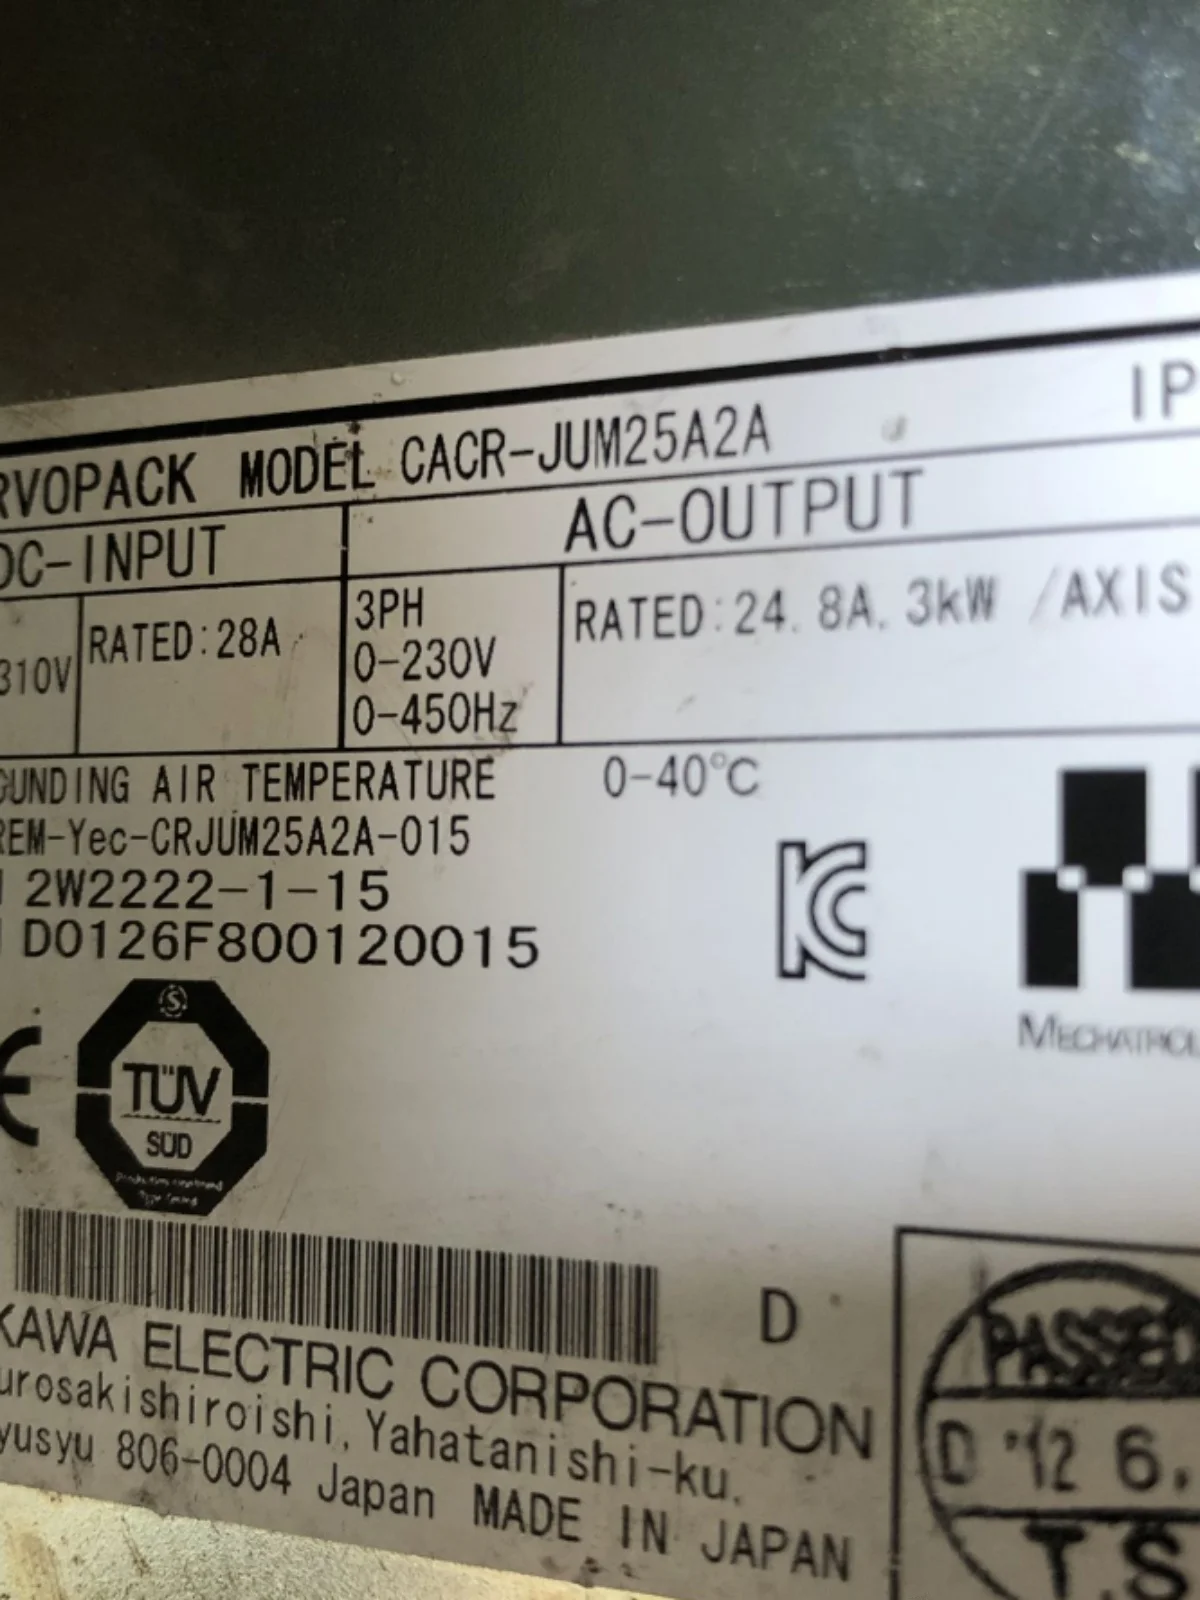 RVOPACK MODEL CACR-JUM25A2A IP
DC-INPUT AC-OUTPUT
310V RATED:28A 3PH
0-230V
0-450Hz
RATED:24.8A.3kW /AXIS
UNDING AIR TEMPERATURE 0-40°C
REM-Yec-CRJUM25A2A-015
2W2222-1-15
D0126F800120015
KC
CE
S
TÜV
SÜD
MECHATROL
D
KAWA ELECTRIC CORPORATION
urosakishiroishi, Yahatanishi-ku,
yusyu 806-0004 Japan MADE IN JAPAN
PASSED
D '12 6.
T.S